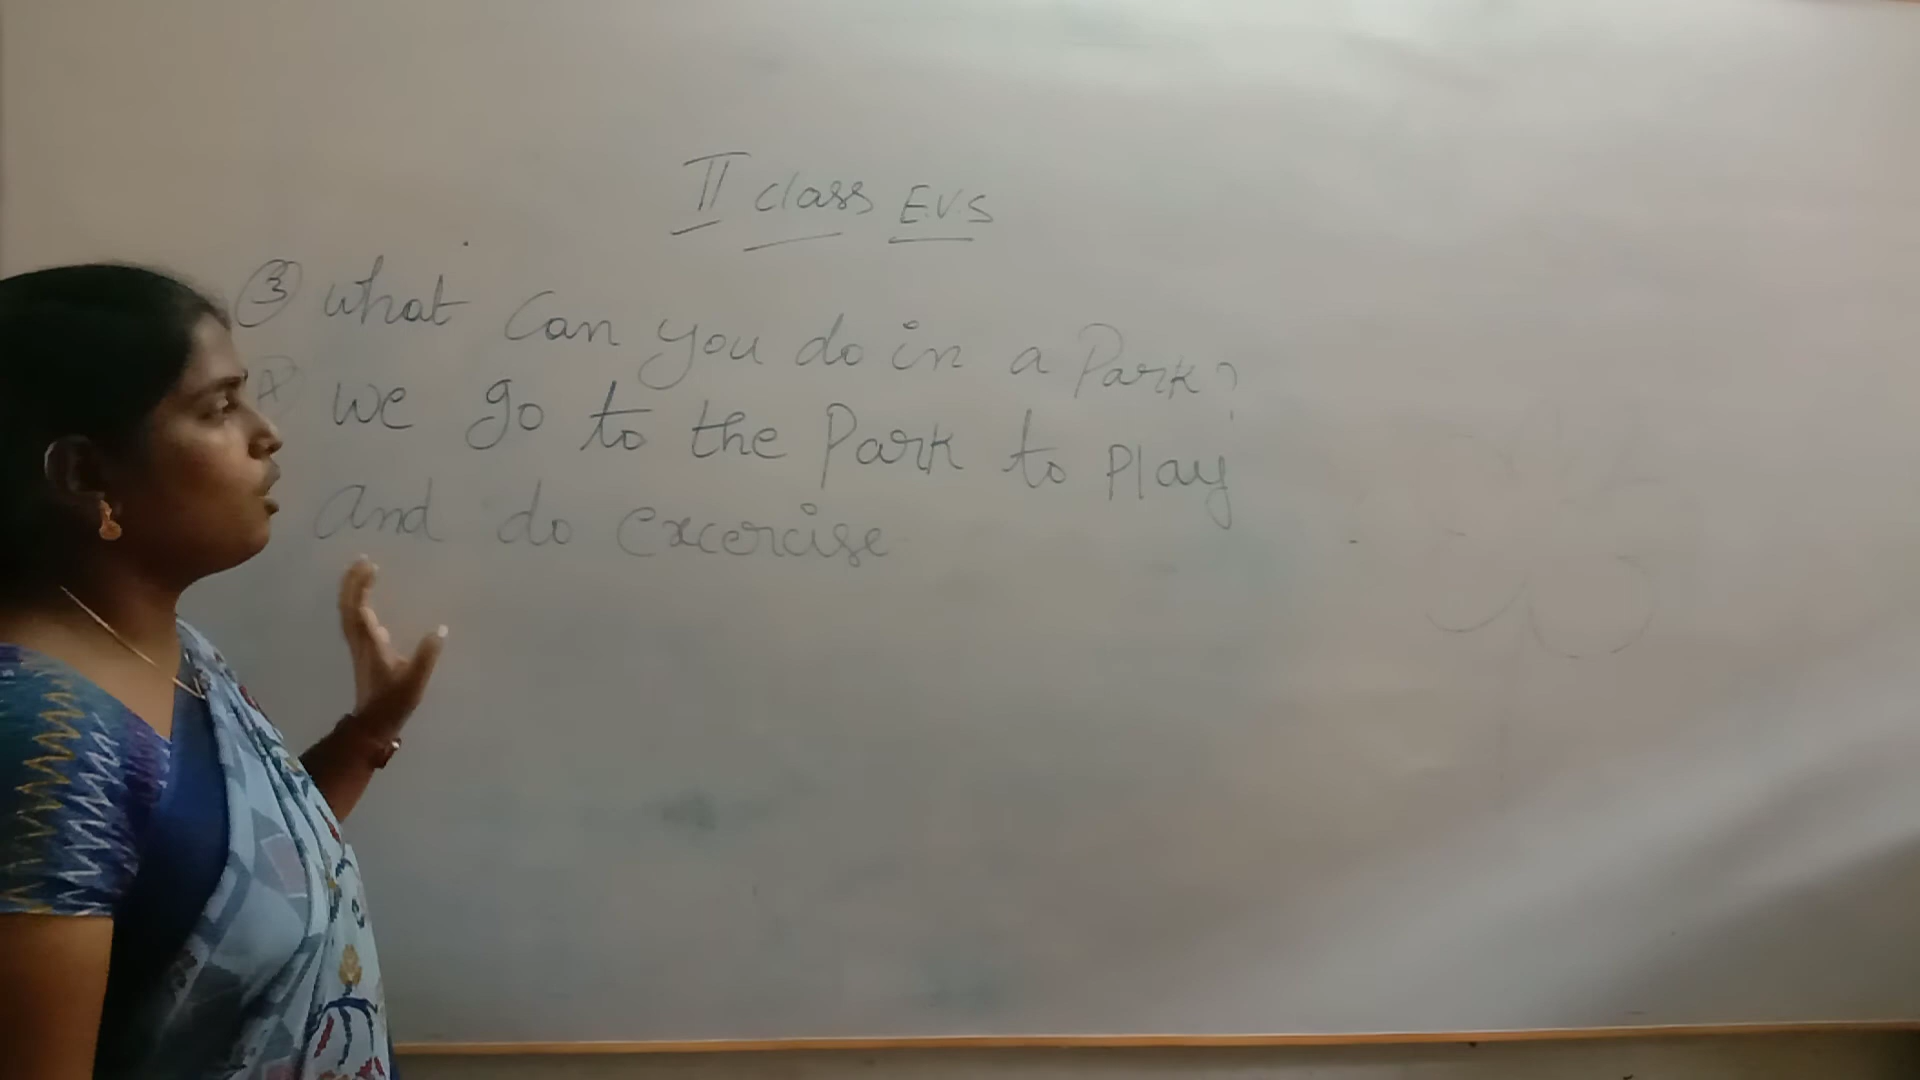 II class E.V.S
③ What Can you do in a Park?
A) We go to the Park to Play
and do excercise